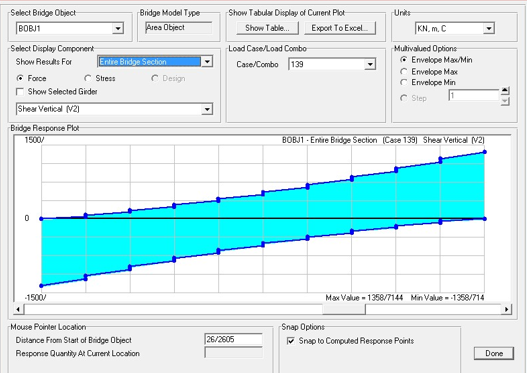 Select Bridge Object
BOBJ1
Bridge Model Type
Area Object
Show Tabular Display of Current Plot
Show Table...
Export To Excel...
Units
KN, m, C
Select Display Component
Show Results For
Entire Bridge Section
Force
Stress
Design
Show Selected Girder
Shear Vertical (V2)
Load Case/Load Combo
Case/Combo
139
Multivalued Options
Envelope Max/Min
Envelope Max
Envelope Min
Step
1
Bridge Response Plot
1500/
BOBJ1 - Entire Bridge Section (Case 139) Shear Vertical (V2)
0
-1500/
Max Value = 1358/7144 Min Value = -1358/714
Mouse Pointer Location
Distance From Start of Bridge Object
26/2605
Response Quantity At Current Location
Snap Options
Snap to Computed Response Points
Done